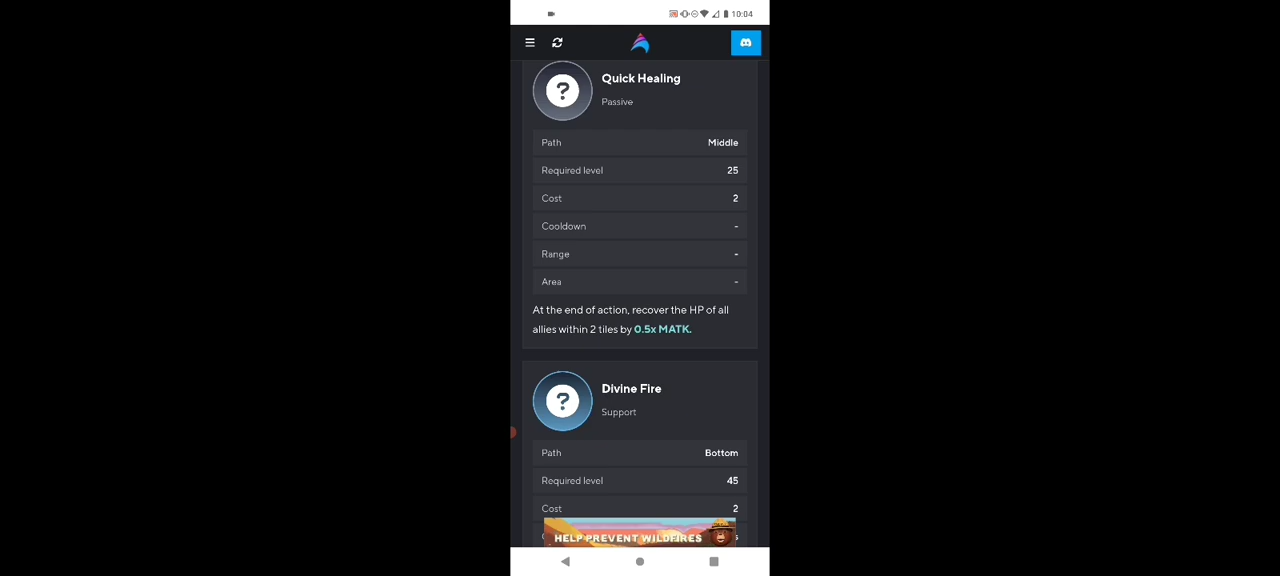 10:04
Quick Healing
Passive
Path Middle
Required level 25
Cost 2
Cooldown -
Range -
Area -
At the end of action, recover the HP of all
allies within 2 tiles by 0.5x MATK.
Divine Fire
Support
Path Bottom
Required level 45
Cost 2
HELP PREVENT WILDFIRES